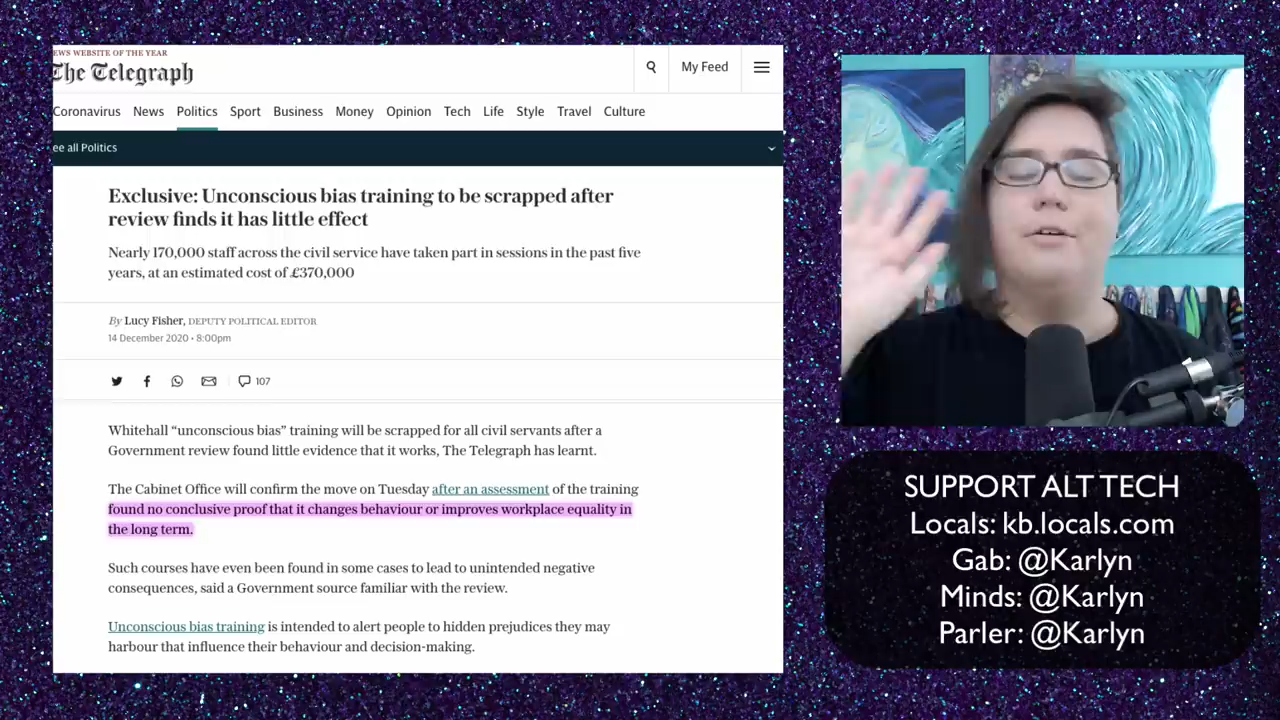 EWS WEBSITE OF THE YEAR
The Telegraph
My Feed
Coronavirus News Politics Sport Business Money Opinion Tech Life Style Travel Culture
ee all Politics
Exclusive: Unconscious bias training to be scrapped after
review finds it has little effect
Nearly 170,000 staff across the civil service have taken part in sessions in the past five
years, at an estimated cost of £370,000
By Lucy Fisher, DEPUTY POLITICAL EDITOR
14 December 2020 • 8:00pm
107
Whitehall “unconscious bias” training will be scrapped for all civil servants after a
Government review found little evidence that it works, The Telegraph has learnt.
The Cabinet Office will confirm the move on Tuesday after an assessment of the training
found no conclusive proof that it changes behaviour or improves workplace equality in
the long term.
Such courses have even been found in some cases to lead to unintended negative
consequences, said a Government source familiar with the review.
Unconscious bias training is intended to alert people to hidden prejudices they may
harbour that influence their behaviour and decision-making.
SUPPORT ALT TECH
Locals: kb.locals.com
Gab: @Karlyn
Minds: @Karlyn
Parler: @Karlyn